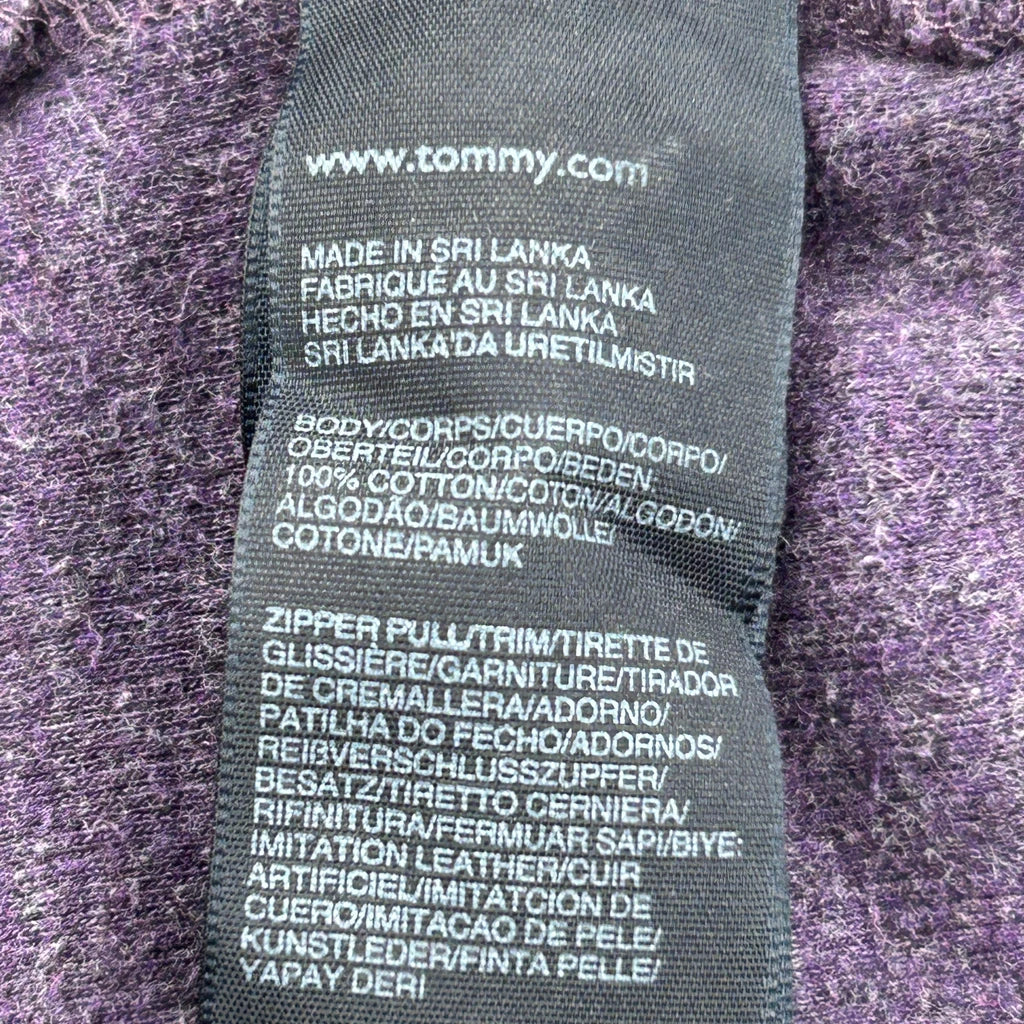 www.tommy.com
MADE IN SRI LANKA
FABRIQUÉ AU SRI LANKA
HECHO EN SRI LANKA
SRI LANKA'DA URETILMISTIR
BODY/CORPS/CUERPO/CORPO/
OBERTEIL/CORPO/BEDEN
100% COTTON/COTON/ALGODÓN/
ALGODÃO/BAUMWOLLE/
COTONE/PAMUK
ZIPPER PULL/TRIM/TIRETTE DE
GLISSIÈRE/GARNITURE/TIRADOR
DE CREMALLERA/ADORNO/
PATILHA DO FECHO/ADORNOS/
REIßVERSCHLUSSZUPFER/
BESATZ/TIRETTO CERNIERA/
RIFINITURA/FERMUAR SAPI/BIYE:
IMITATION LEATHER/CUIR
ARTIFICIEL/IMITATCION DE
CUERO/IMITACAO DE PELE/
KUNSTLEDER/FINTA PELLE/
YAPAY DERI